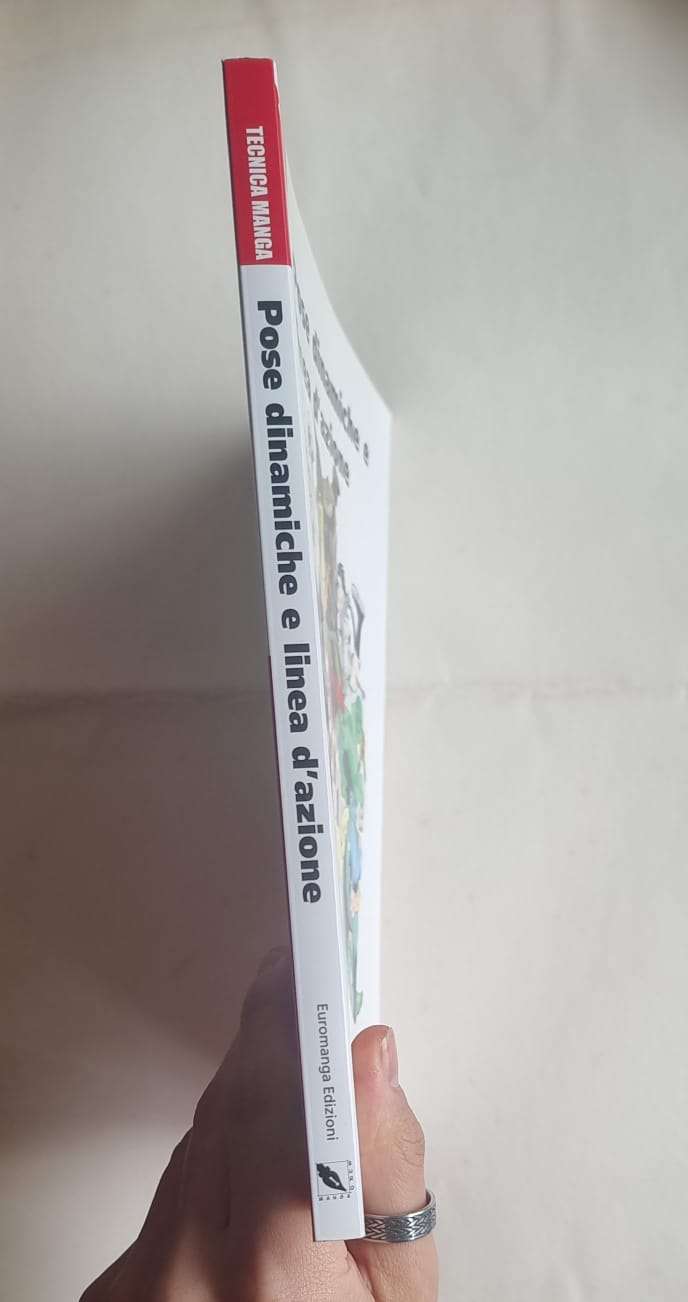 TECNICA MANGA
Pose dinamiche e linea d'azione
Euromanga Edizioni